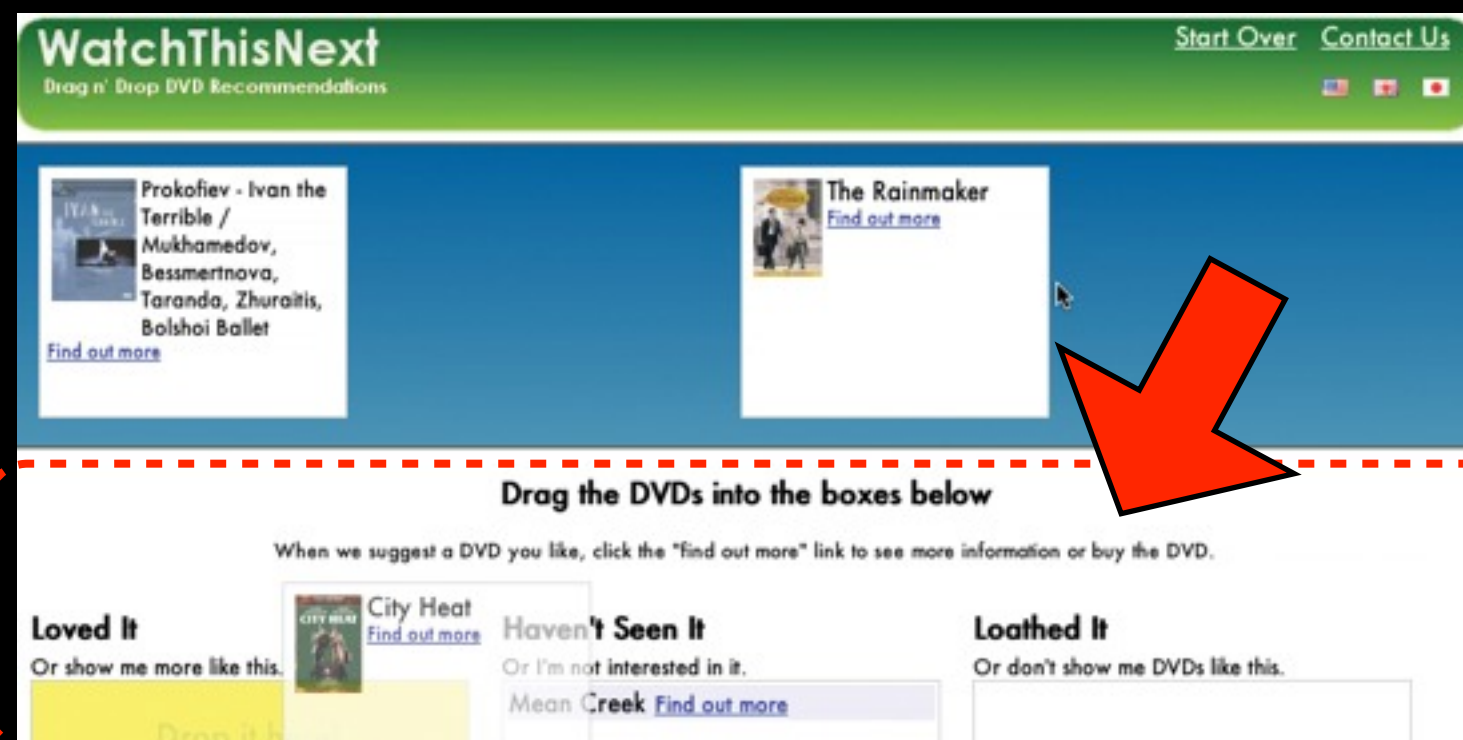 WatchThisNext
Drag n' Drop DVD Recommendations
Start Over Contact Us
Prokofiev - Ivan the
Terrible /
Mukhamedov,
Bessmertnova,
Taranda, Zhuraitis,
Bolshoi Ballet
Find out more
The Rainmaker
Find out more
Drag the DVDs into the boxes below
When we suggest a DVD you like, click the "find out more" link to see more information or buy the DVD.
City Heat
Find out more
CITY HEAT
Loved It
Or show me more like this.
Drop it
Haven't Seen It
Or I'm not interested in it.
Mean Creek Find out more
Loathed It
Or don't show me DVDs like this.